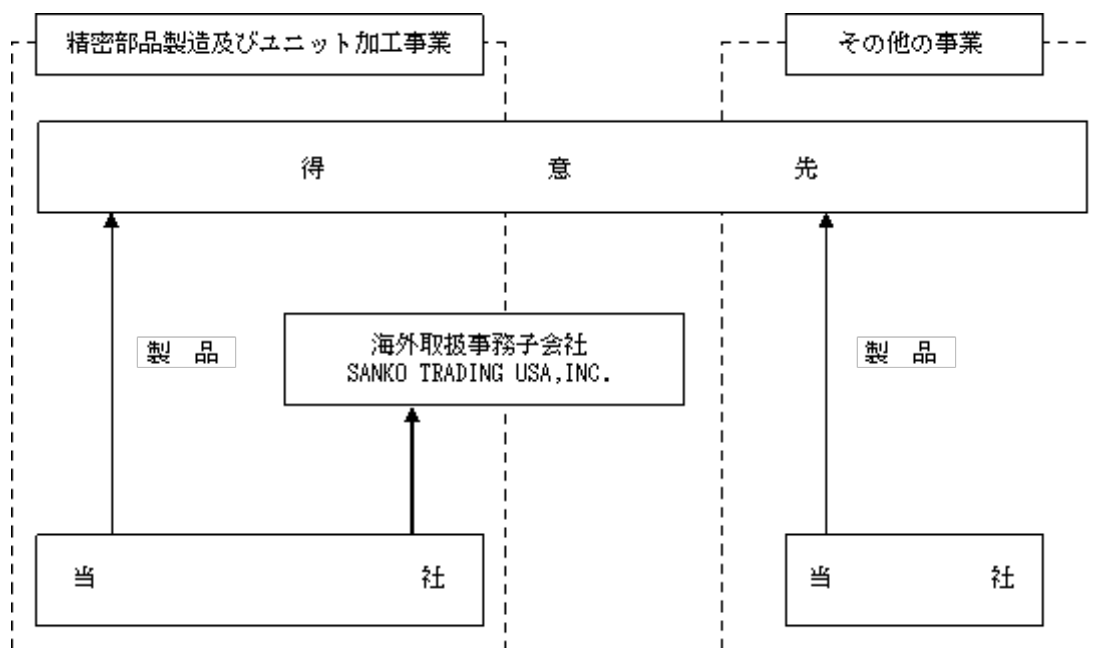 精密部品製造及びユニット加工事業
その他の事業
得意先
製品
海外取扱事務子会社
SANKO TRADING USA,INC.
製品
当社
当社